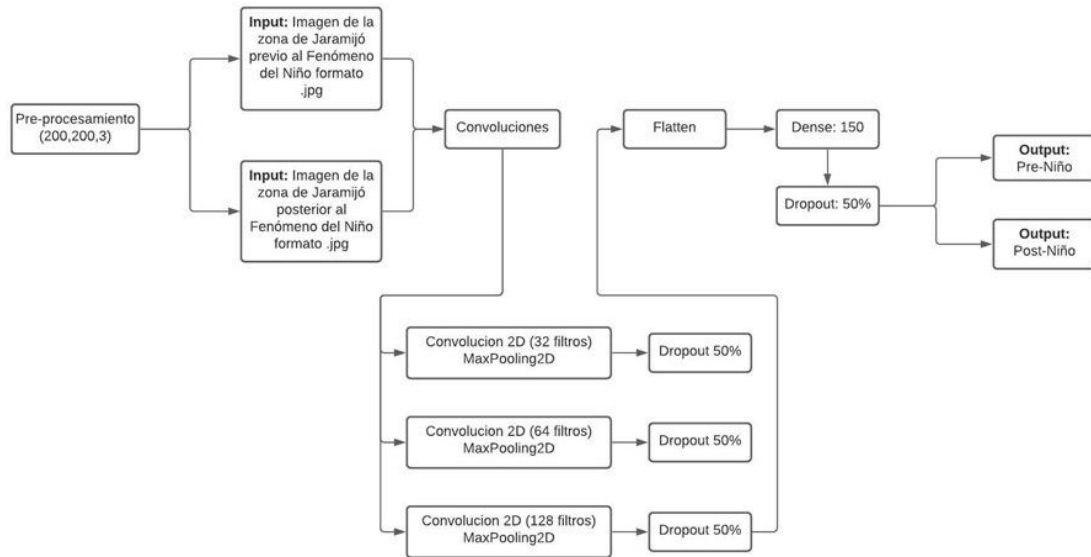 Pre-procesamiento
(200,200,3)
Input: Imagen de la
zona de Jaramijó
previo al Fenómeno
del Niño formato
.jpg
Input: Imagen de la
zona de Jaramijó
posterior al
Fenómeno del Niño
formato .jpg
Convoluciones
Convolucion 2D (32 filtros)
MaxPooling2D
Dropout 50%
Convolucion 2D (64 filtros)
MaxPooling2D
Dropout 50%
Convolucion 2D (128 filtros)
MaxPooling2D
Dropout 50%
Flatten
Dense: 150
Dropout: 50%
Output:
Pre-Niño
Output:
Post-Niño